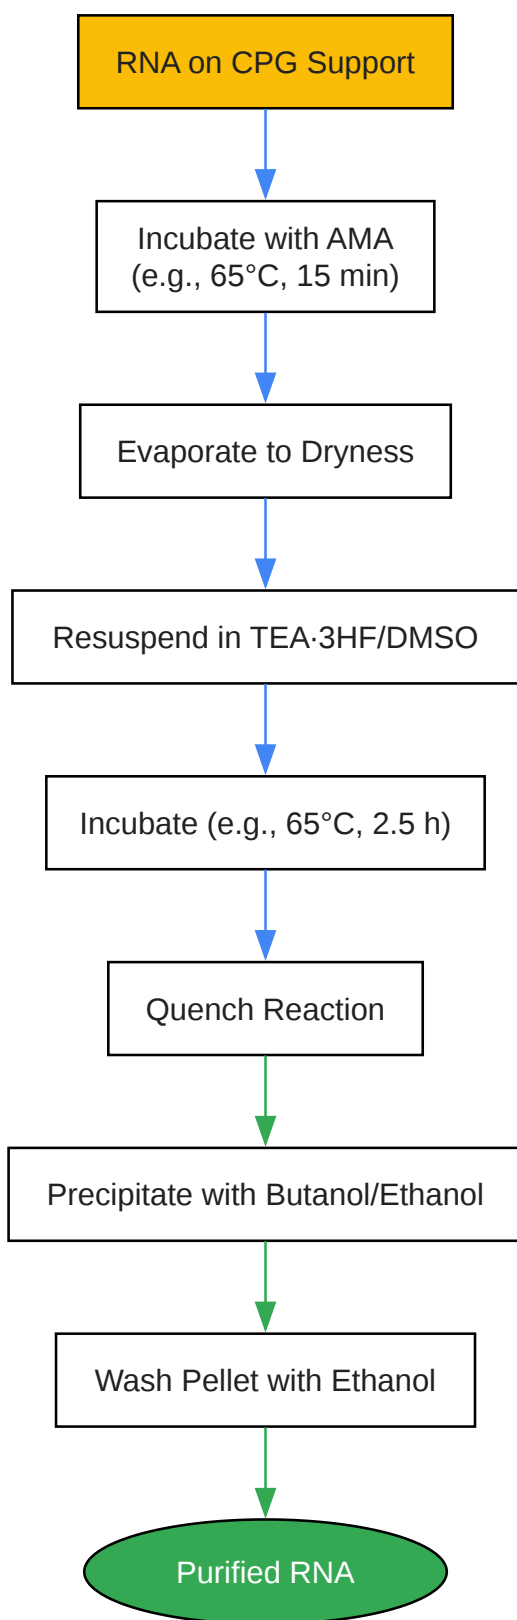 RNA on CPG Support
Incubate with AMA
(e.g., 65°C, 15 min)
Evaporate to Dryness
Resuspend in TEA·3HF/DMSO
Incubate (e.g., 65°C, 2.5 h)
Quench Reaction
Precipitate with Butanol/Ethanol
Wash Pellet with Ethanol
Purified RNA